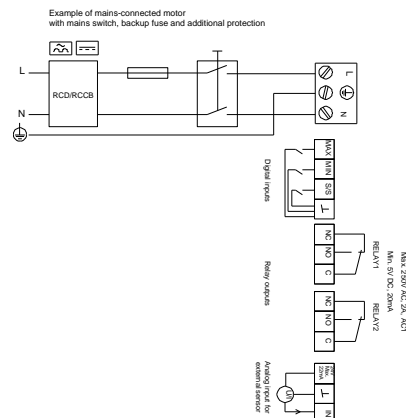 Example of mains-connected motor
with mains switch, backup fuse and additional protection
L
RCD/RCCB
N
L
N
MAX
MIN
S/S
Digital inputs
NC
NO
C
RELAY1
Relay outputs
NC
NO
C
RELAY2
Max. 250V AC, 2A, AC1
Min. 5V DC, 20mA
Max.
22mA
IN
U/I
Analog input for
external sensor